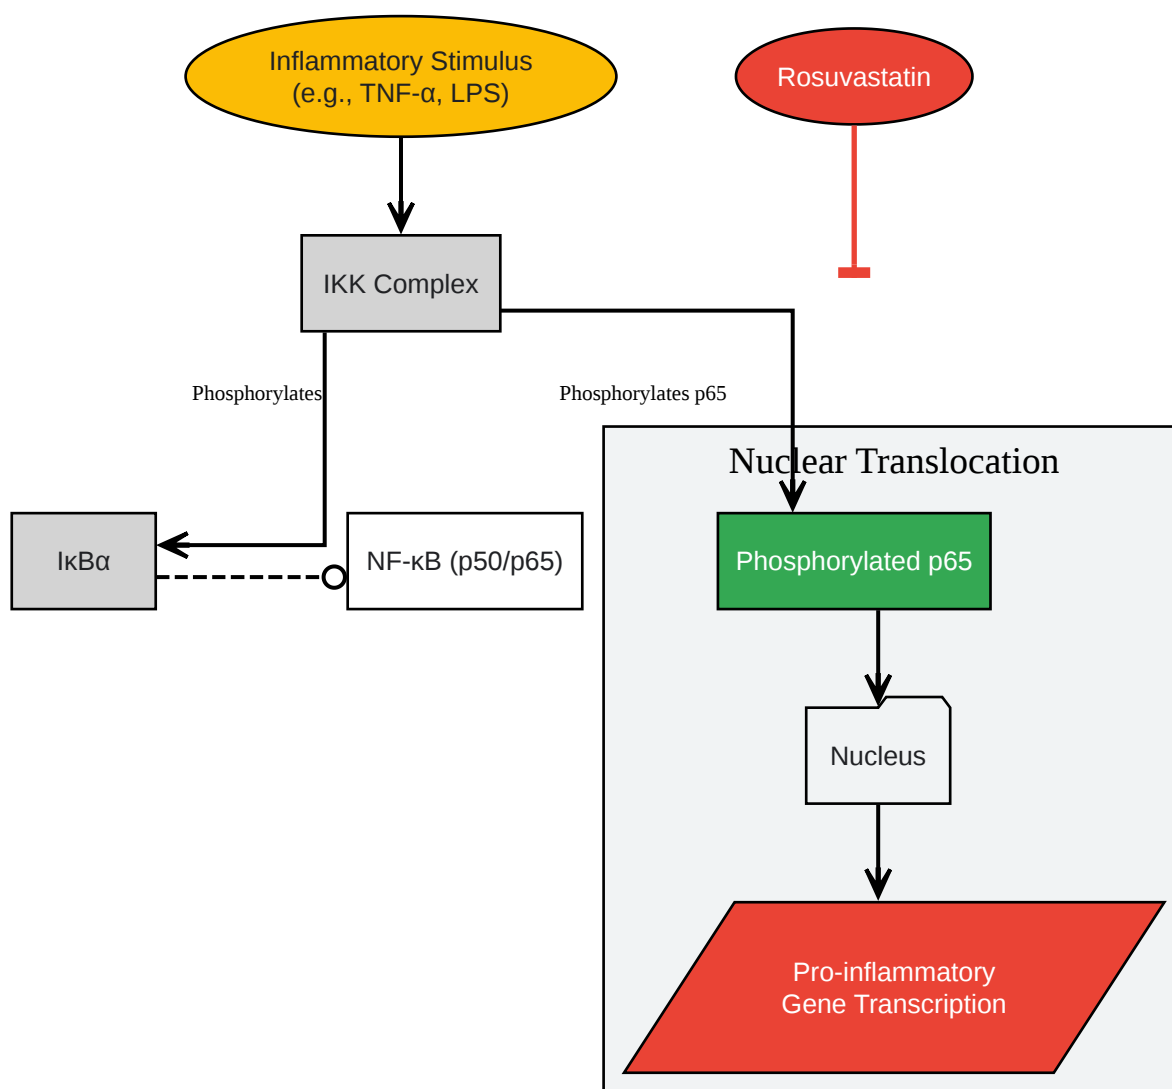 Inflammatory Stimulus
(e.g., TNF-α, LPS)
Rosuvastatin
IKK Complex
Phosphorylates
Phosphorylates p65
Nuclear Translocation
IκBα
NF-κB (p50/p65)
Phosphorylated p65
Nucleus
Pro-inflammatory
Gene Transcription